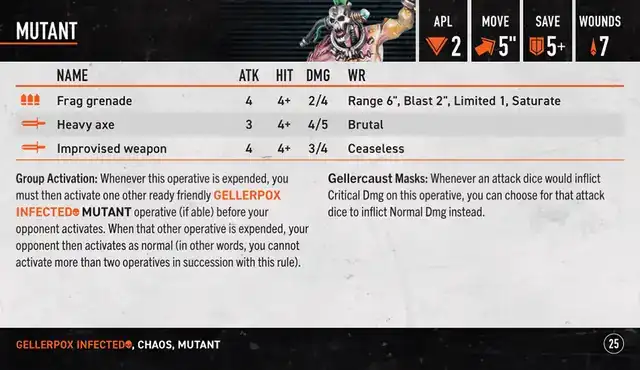 MUTANT
APL MOVE SAVE WOUNDS
2 5" 5+ 7
NAME ATK HIT DMG WR
Frag grenade 4 4+ 2/4 Range 6", Blast 2", Limited 1, Saturate
Heavy axe 3 4+ 4/5 Brutal
Improvised weapon 4 4+ 3/4 Ceaseless
Group Activation: Whenever this operative is expended, you
must then activate one other ready friendly GELLERPOX
INFECTED MUTANT operative (if able) before your
opponent activates. When that other operative is expended, your
opponent then activates as normal (in other words, you cannot
activate more than two operatives in succession with this rule).
Gellercaust Masks: Whenever an attack dice would inflict
Critical Dmg on this operative, you can choose for that attack
dice to inflict Normal Dmg instead.
GELLERPOX INFECTED, CHAOS, MUTANT
25